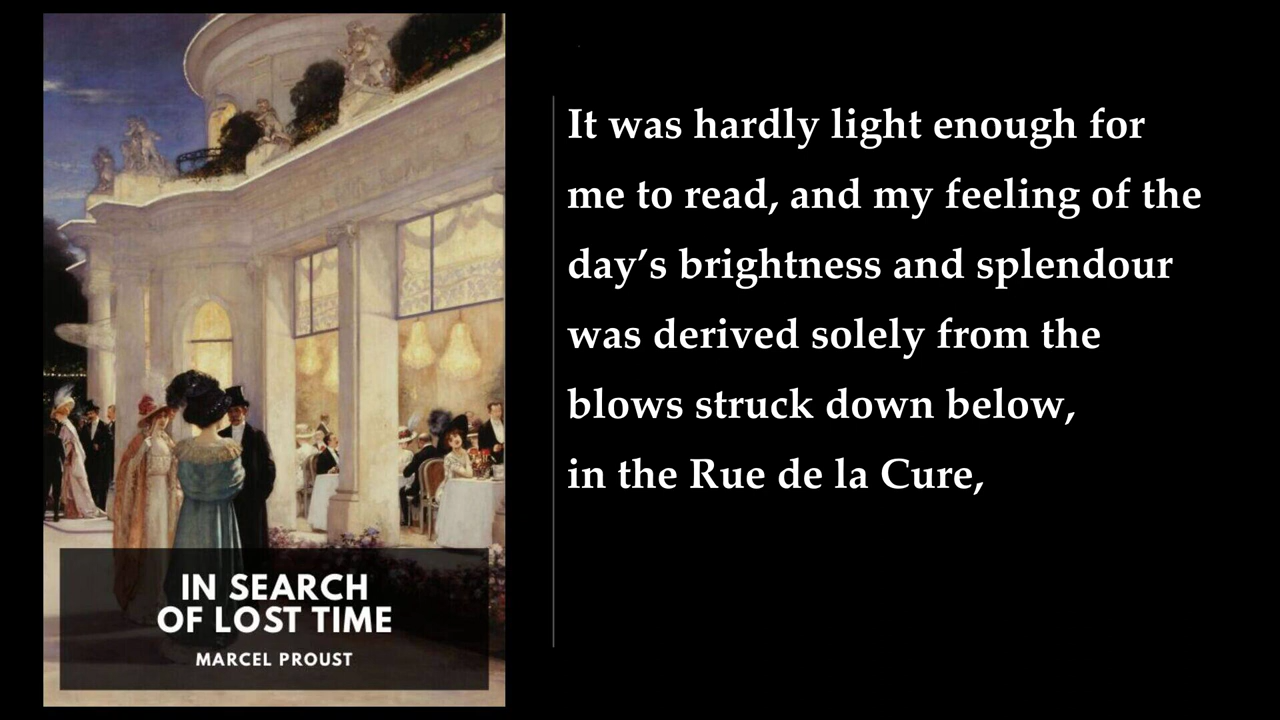 It was hardly light enough for
me to read, and my feeling of the
day’s brightness and splendour
was derived solely from the
blows struck down below,
in the Rue de la Cure,
IN SEARCH
OF LOST TIME
MARCEL PROUST